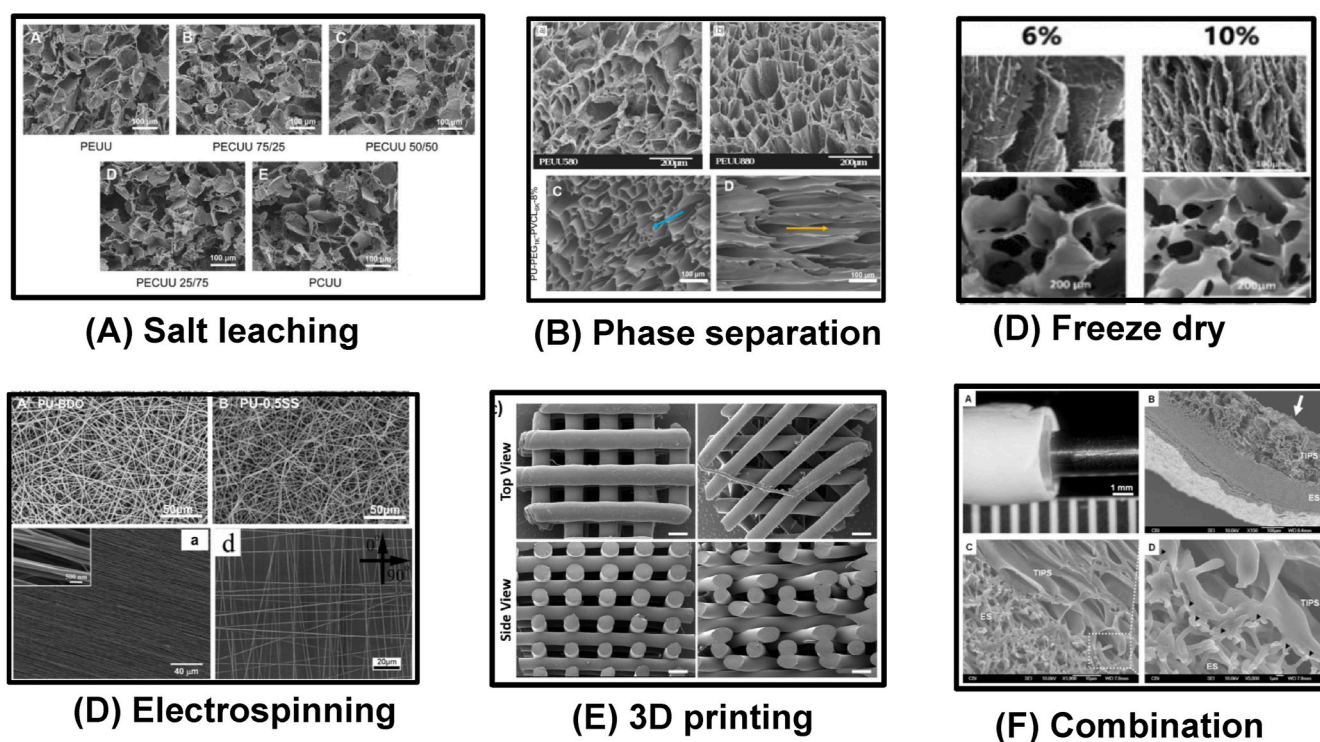 A
B
C
100 µm
100 µm
100 µm
PEUU
PECUU 75/25
PECUU 50/50
D
E
100 µm
100 µm
PECUU 25/75
PCUU
(A) Salt leaching
a
b
PEUU580
200µm
PEUU880
200µm
C
D
100 µm
100 µm
(B) Phase separation
6%
10%
200 µm
200µm
(D) Freeze dry
A PU-BDO
B PU-0.5SS
50µm
50µm
a
d
0°
90°
40 µm
20µm
(D) Electrospinning
c)
Top View
Side View
(E) 3D printing
A
1 mm
B
TIPS
ES
C
TIPS
ES
D
TIPS
ES
(F) Combination